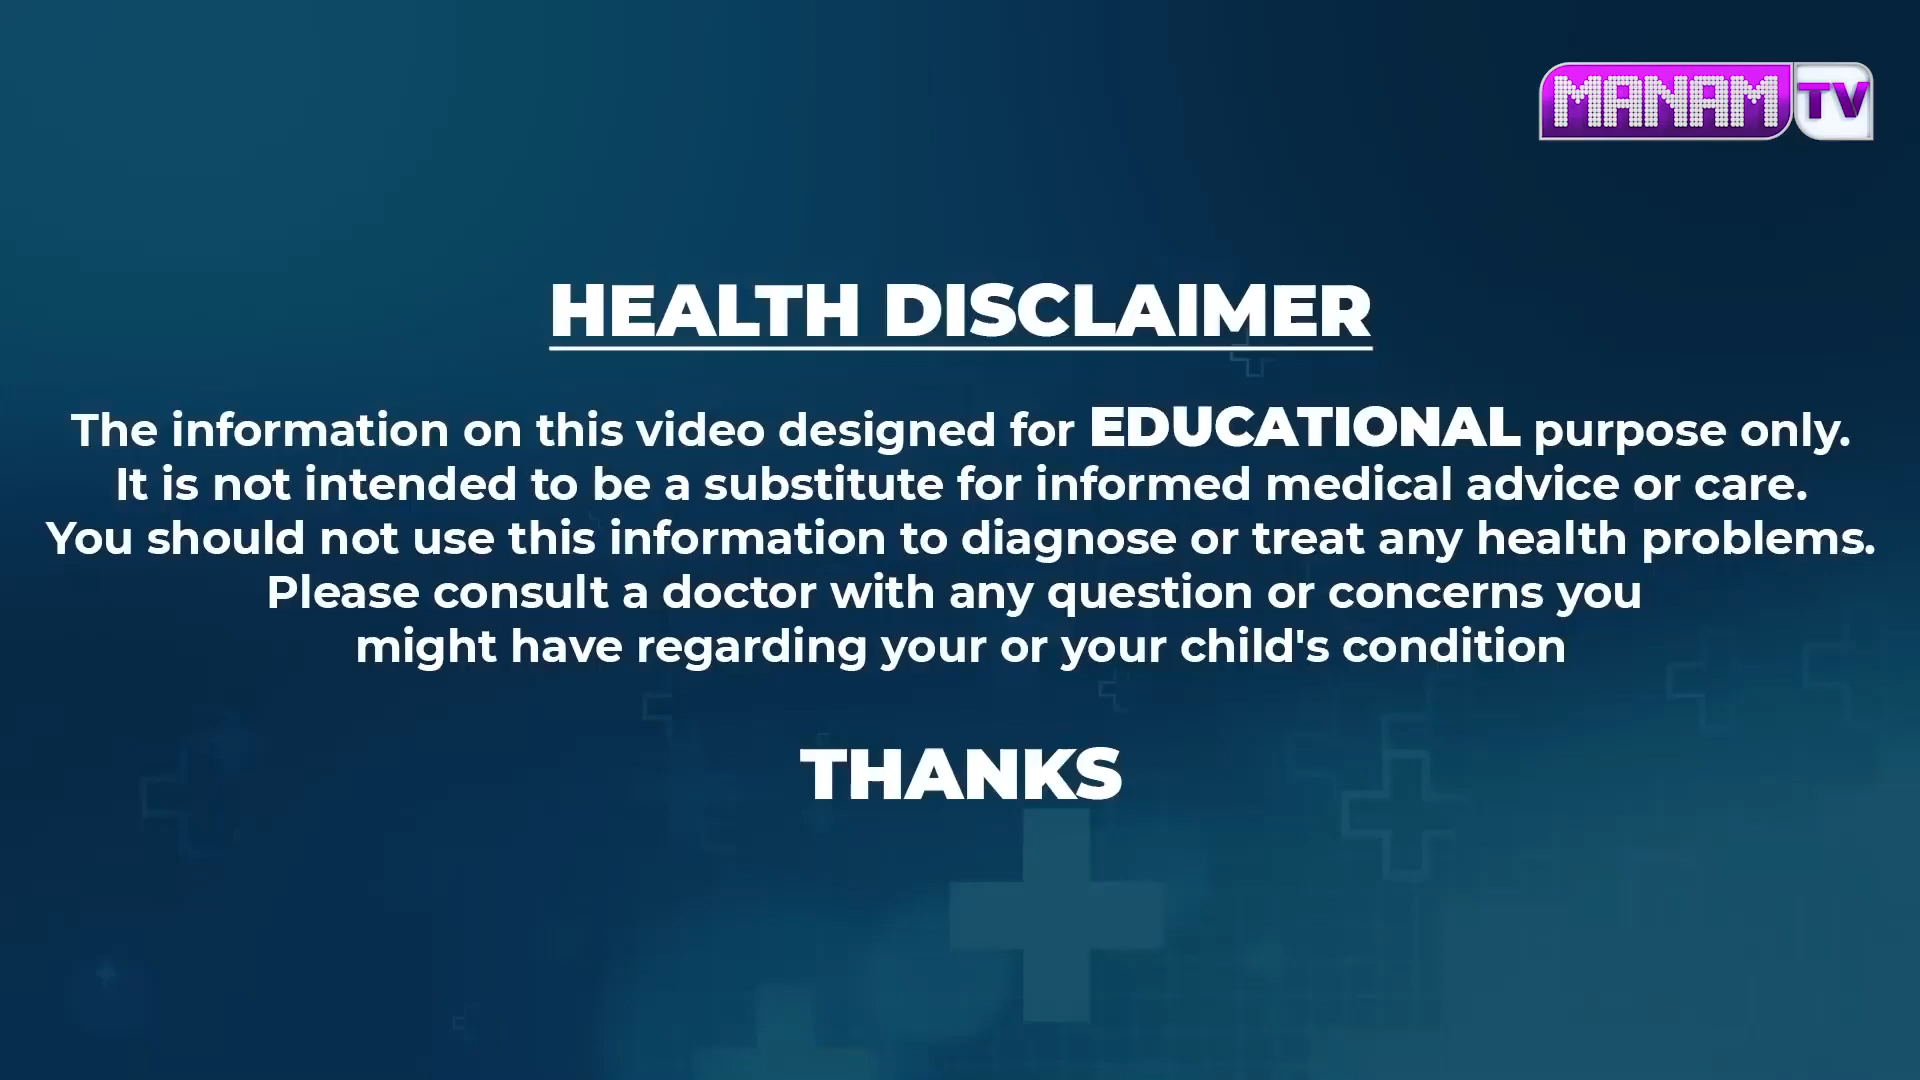 MANAM TV
HEALTH DISCLAIMER
The information on this video designed for EDUCATIONAL purpose only.
It is not intended to be a substitute for informed medical advice or care.
You should not use this information to diagnose or treat any health problems.
Please consult a doctor with any question or concerns you
might have regarding your or your child's condition
THANKS